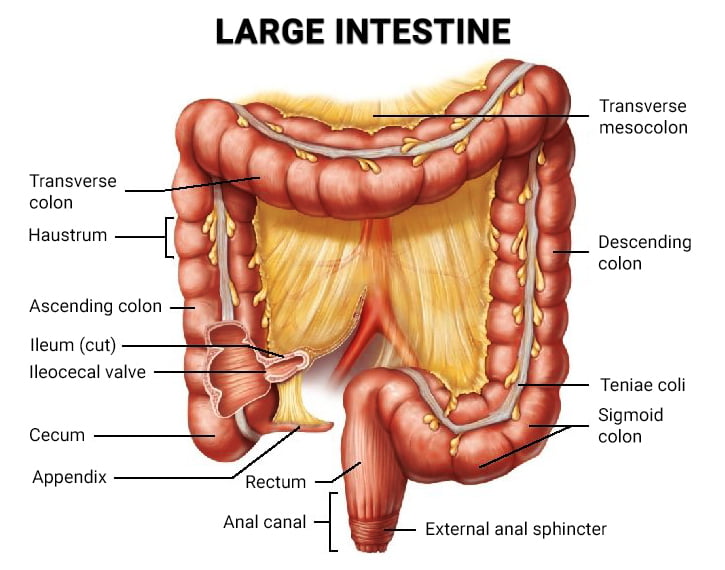 LARGE INTESTINE
Transverse
mesocolon
Transverse
colon
Haustrum
Descending
colon
Ascending colon
Ileum (cut)
Ileocecal valve
Teniae coli
Sigmoid
colon
Cecum
Appendix
Rectum
Anal canal
External anal sphincter